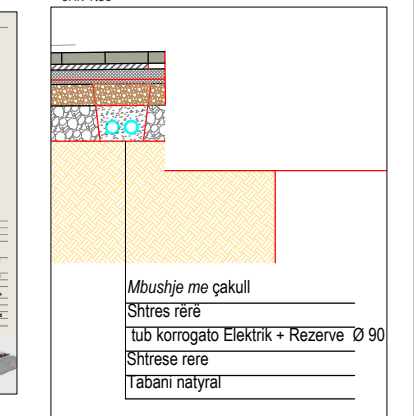 Mbushje me çakull
Shtres rërë
tub korrogato Elektrik + Rezerve Ø 90
Shtrese rere
Tabani natyral